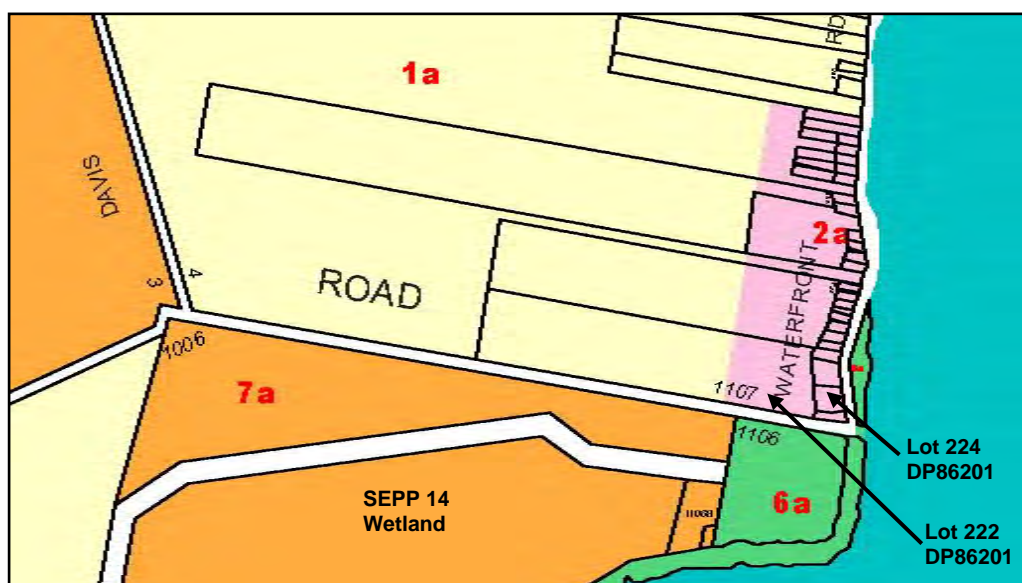 RD
1a
DAVIS
2a
3
4
ROAD
WATERFRONT
1006
7a
1107
1106
Lot 224
DP86201
SEPP 14
Wetland
1106B
6a
Lot 222
DP86201